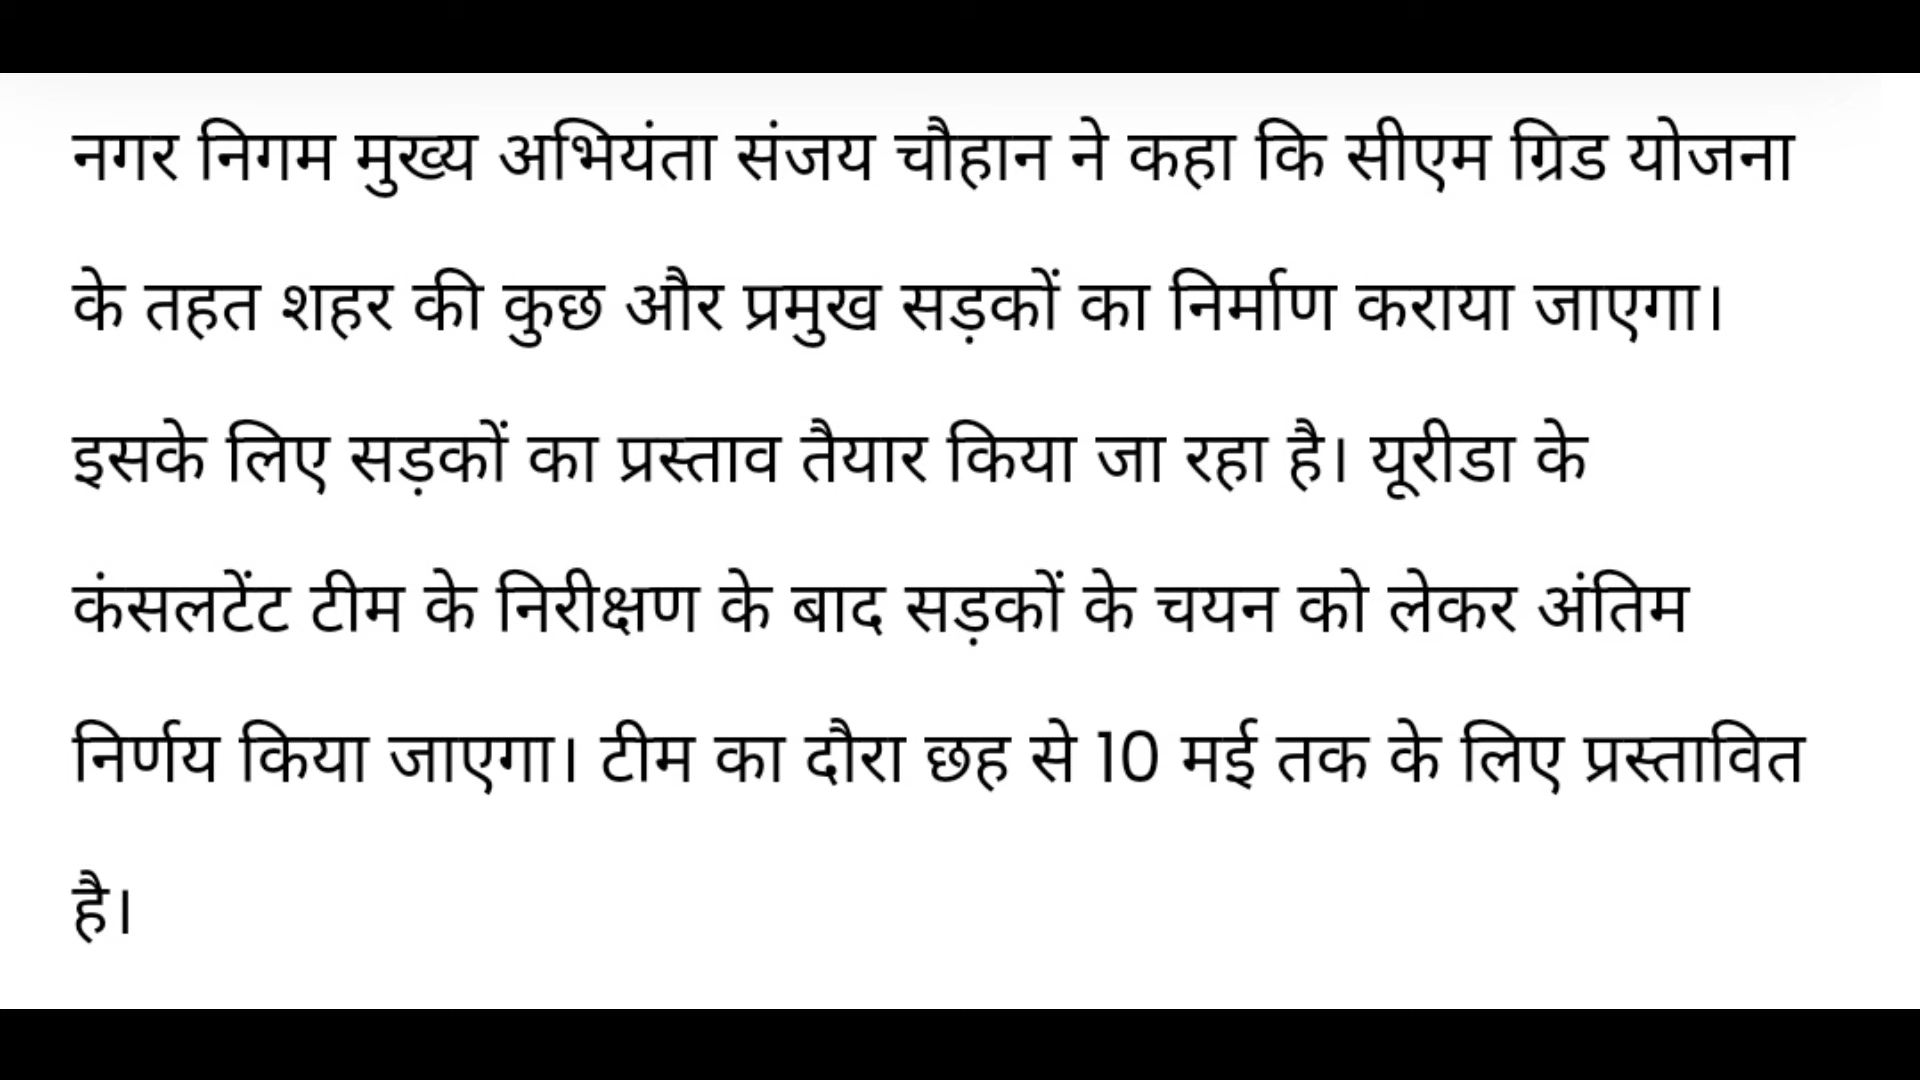 नगर निगम मुख्य अभियंता संजय चौहान ने कहा कि सीएम ग्रिड योजना
के तहत शहर की कुछ और प्रमुख सड़कों का निर्माण कराया जाएगा।
इसके लिए सड़कों का प्रस्ताव तैयार किया जा रहा है। यूरीडा के
कंसलटेंट टीम के निरीक्षण के बाद सड़कों के चयन को लेकर अंतिम
निर्णय किया जाएगा। टीम का दौरा छह से 10 मई तक के लिए प्रस्तावित
है।